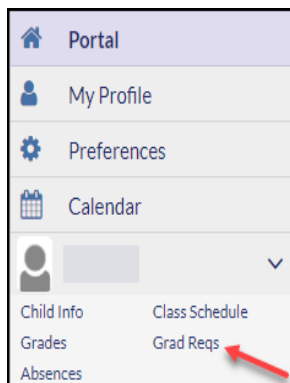 Portal
My Profile
Preferences
Calendar
Child Info Class Schedule
Grades Grad Reqs
Absences